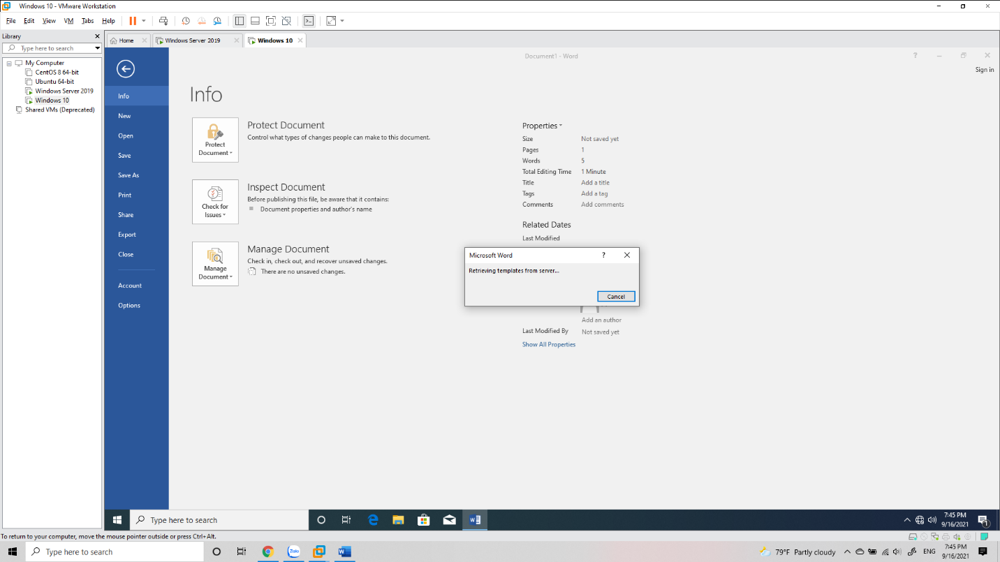 Windows 10 - VMware Workstation
File Edit View VM Tabs Help
Library
Type here to search
My Computer
CentOS 8 64-bit
Ubuntu 64-bit
Windows Server 2019
Windows 10
Shared VMs (Deprecated)
Home
Windows Server 2019
Windows 10
Document1 - Word
Sign in
Info
New
Open
Save
Save As
Print
Share
Export
Close
Account
Options
Info
Protect
Document
Protect Document
Control what types of changes people can make to this document.
Check for
Issues
Inspect Document
Before publishing this file, be aware that it contains:
Document properties and author's name
Manage
Document
Manage Document
Check in, check out, and recover unsaved changes.
There are no unsaved changes.
Properties
Size Not saved yet
Pages 1
Words 5
Total Editing Time 1 Minute
Title Add a title
Tags Add a tag
Comments Add comments
Related Dates
Last Modified
Microsoft Word ?
Retrieving templates from server...
Cancel
Add an author
Last Modified By Not saved yet
Show All Properties
Type here to search
7:45 PM
9/16/2021
1
To return to your computer, move the mouse pointer outside or press Ctrl+Alt.
Type here to search
Zalo
79°F Partly cloudy
ENG
7:45 PM
9/16/2021